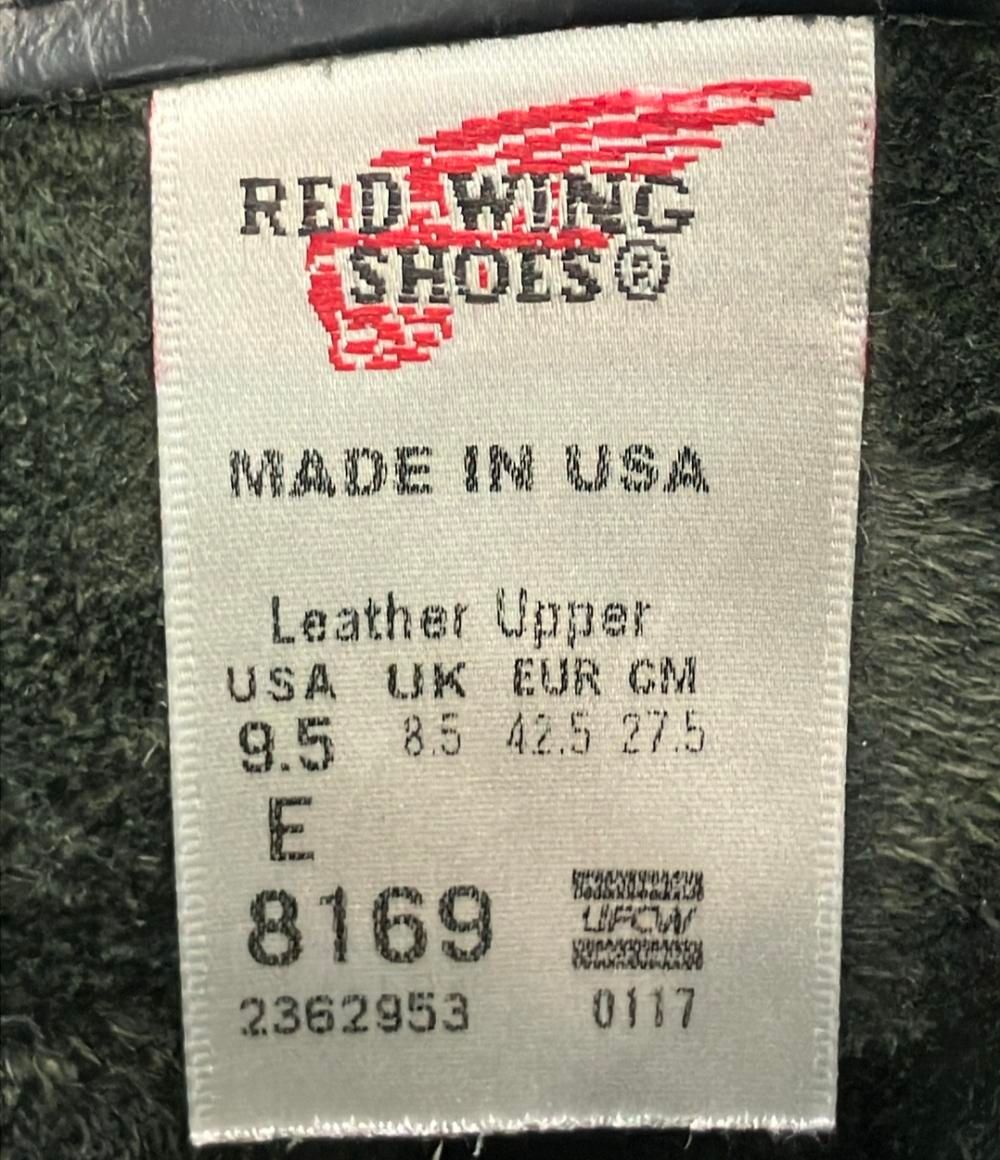 RED WING
SHOES®
MADE IN USA
Leather Upper
USA UK EUR CM
9.5 8.5 42.5 27.5
E
8169
UFCW
2362953 0117